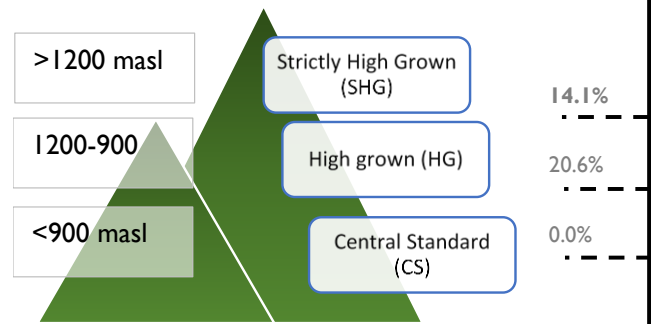 >1200 masl
Strictly High Grown
(SHG)
14.1%
1200-900
High grown (HG)
20.6%
<900 masl
Central Standard
(CS)
0.0%